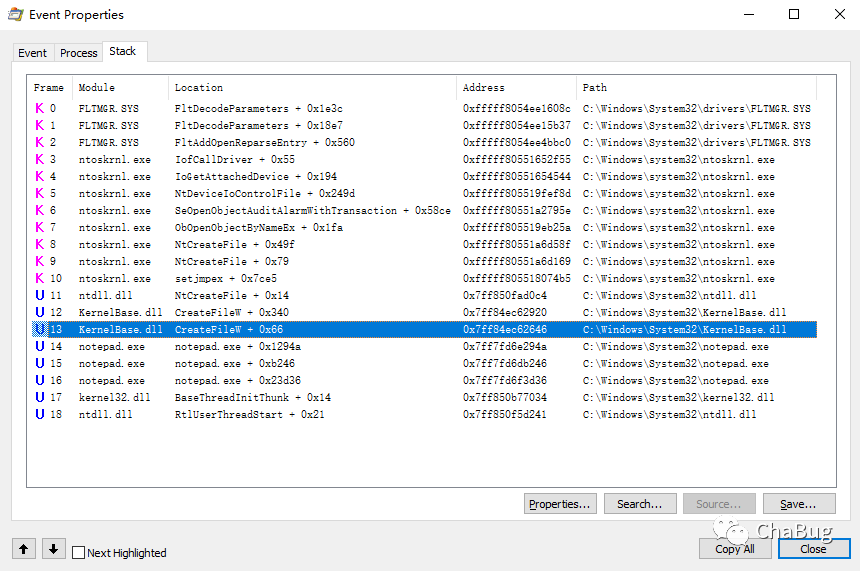 Event Properties
Event Process Stack
Frame Module Location Address Path
K 0 FLTMGR.SYS FltDecodeParameters + 0x1e3c 0xfffff8054ee1608c C:\Windows\System32\drivers\FLTMGR.SYS
K 1 FLTMGR.SYS FltDecodeParameters + 0x18e7 0xfffff8054ee15b37 C:\Windows\System32\drivers\FLTMGR.SYS
K 2 FLTMGR.SYS FltAddOpenReparseEntry + 0x560 0xfffff8054ee4bbc0 C:\Windows\System32\drivers\FLTMGR.SYS
K 3 ntoskrnl.exe IofCallDriver + 0x55 0xfffff80551652f55 C:\Windows\System32\ntoskrnl.exe
K 4 ntoskrnl.exe IoGetAttachedDevice + 0x194 0xfffff80551654544 C:\Windows\System32\ntoskrnl.exe
K 5 ntoskrnl.exe NtDeviceIoControlFile + 0x249d 0xfffff805519fef8d C:\Windows\System32\ntoskrnl.exe
K 6 ntoskrnl.exe SeOpenObjectAuditAlarmWithTransaction + 0x58ce 0xfffff80551a2795e C:\Windows\System32\ntoskrnl.exe
K 7 ntoskrnl.exe ObOpenObjectByNameEx + 0x1fa 0xfffff805519eb25a C:\Windows\System32\ntoskrnl.exe
K 8 ntoskrnl.exe NtCreateFile + 0x49f 0xfffff80551a6d58f C:\Windows\System32\ntoskrnl.exe
K 9 ntoskrnl.exe NtCreateFile + 0x79 0xfffff80551a6d169 C:\Windows\System32\ntoskrnl.exe
K 10 ntoskrnl.exe setjmpex + 0x7ce5 0xfffff805518074b5 C:\Windows\System32\ntoskrnl.exe
U 11 ntdll.dll NtCreateFile + 0x14 0x7ff850fad0c4 C:\Windows\System32\ntdll.dll
U 12 KernelBase.dll CreateFileW + 0x340 0x7ff84ec62920 C:\Windows\System32\KernelBase.dll
U 13 KernelBase.dll CreateFileW + 0x66 0x7ff84ec62646 C:\Windows\System32\KernelBase.dll
U 14 notepad.exe notepad.exe + 0x1294a 0x7ff7fd6e294a C:\Windows\System32\notepad.exe
U 15 notepad.exe notepad.exe + 0xb246 0x7ff7fd6db246 C:\Windows\System32\notepad.exe
U 16 notepad.exe notepad.exe + 0x23d36 0x7ff7fd6f3d36 C:\Windows\System32\notepad.exe
U 17 kernel32.dll BaseThreadInitThunk + 0x14 0x7ff850b77034 C:\Windows\System32\kernel32.dll
U 18 ntdll.dll RtlUserThreadStart + 0x21 0x7ff850f5d241 C:\Windows\System32\ntdll.dll
Properties... Search... Source... Save...
ChaBug
Next Highlighted Copy All Close